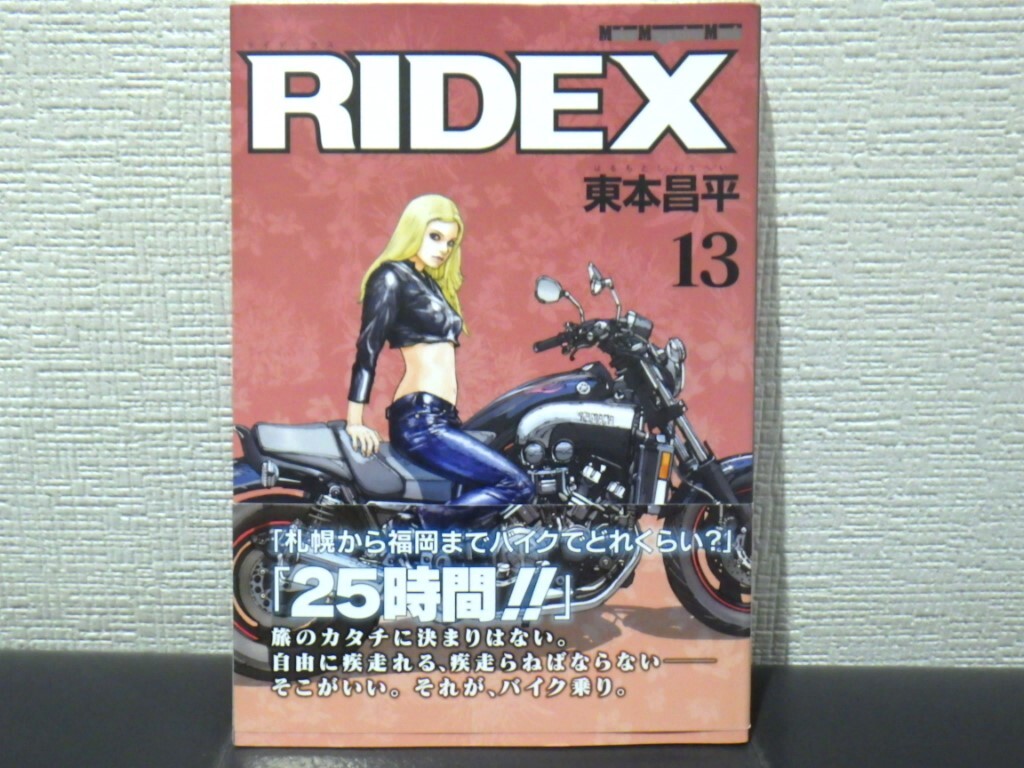 RIDEX
東本昌平
13
「札幌から福岡までバイクでどれくらい？」
「25時間!!」
旅のカタチに決まりはない。
自由に疾走れる、疾走らねばならない――
そこがいい。それが、バイク乗り。